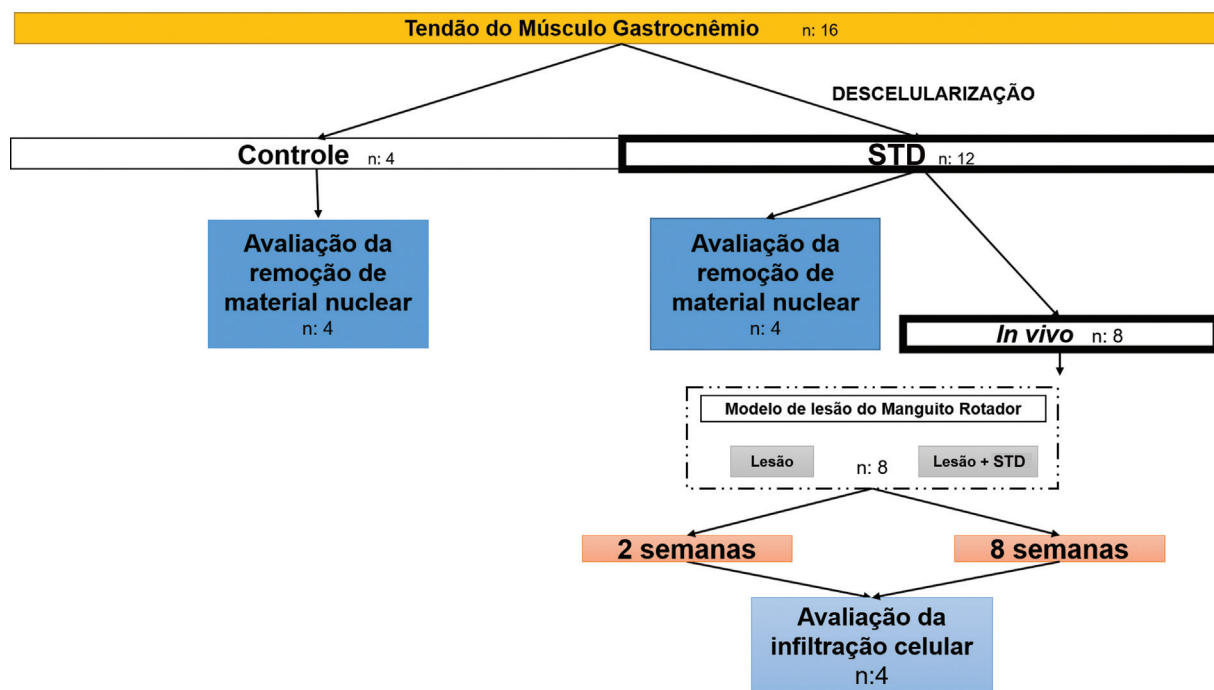 Tendão do Músculo Gastrocnêmio n: 16
DESCELULARIZAÇÃO
Controle n: 4
STD n: 12
Avaliação da
remoção de
material nuclear
n: 4
Avaliação da
remoção de
material nuclear
n: 4
In vivo n: 8
Modelo de lesão do Manguito Rotador
Lesão
n: 8
Lesão + STD
2 semanas
8 semanas
Avaliação da
infiltração celular
n:4